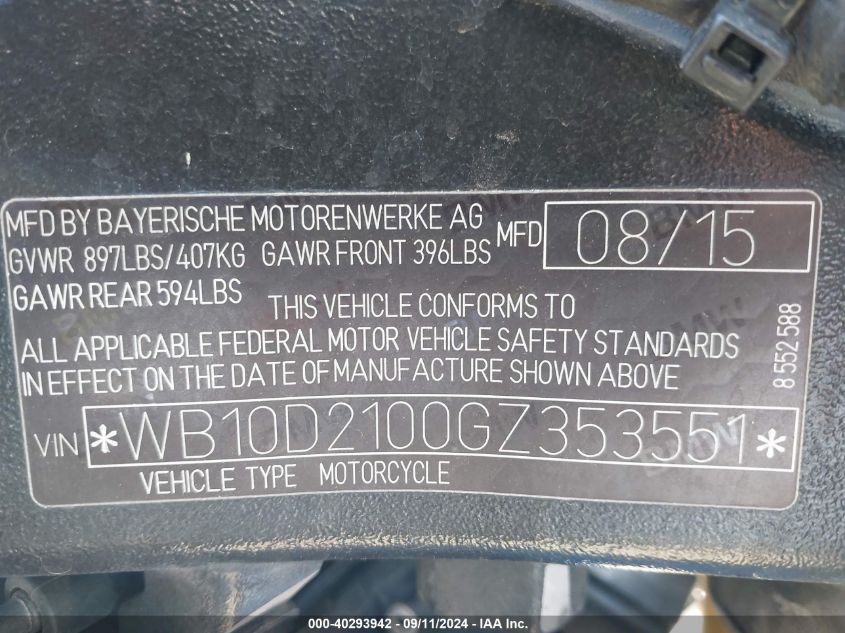 MFD BY BAYERISCHE MOTORENWERKE AG MFD 08/15
GVWR 897LBS/407KG GAWR FRONT 396LBS
GAWR REAR 594LBS
THIS VEHICLE CONFORMS TO
ALL APPLICABLE FEDERAL MOTOR VEHICLE SAFETY STANDARDS
IN EFFECT ON THE DATE OF MANUFACTURE SHOWN ABOVE
8 552 588
VIN *WB10D2100GZ353551*
VEHICLE TYPE MOTORCYCLE
000-40293942 - 09/11/2024 - IAA Inc.